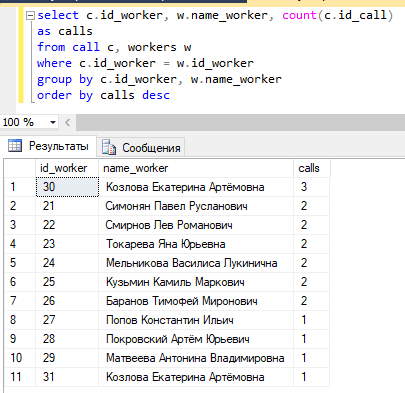 select c.id_worker, w.name_worker, count(c.id_call)
as calls
from call c, workers w
where c.id_worker = w.id_worker
group by c.id_worker, w.name_worker
order by calls desc
100 %
Результаты Сообщения
id_worker name_worker calls
1 30 Козлова Екатерина Артёмовна 3
2 21 Симонян Павел Русланович 2
3 22 Смирнов Лев Романович 2
4 23 Токарева Яна Юрьевна 2
5 24 Мельникова Василиса Лукинична 2
6 25 Кузьмин Камиль Маркович 2
7 26 Баранов Тимофей Миронович 2
8 27 Попов Константин Ильич 1
9 28 Покровский Артём Юрьевич 1
10 29 Матвеева Антонина Владимировна 1
11 31 Козлова Екатерина Артёмовна 1